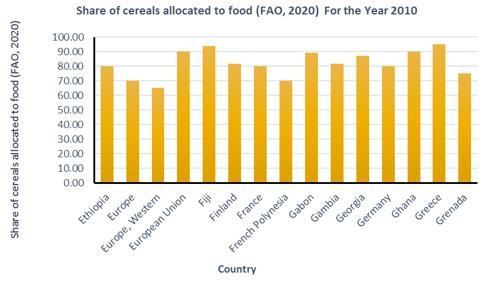 Share of cereals allocated to food (FAO, 2020)  For the Year 2010
Share of cereals allocated to food (FAO, 2020)
100.00
90.00
80.00
70.00
60.00
50.00
40.00
30.00
20.00
10.00
0.00
Ethiopia
Europe
Europe, Western
European Union
Fiji
Finland
France
French Polynesia
Gabon
Gambia
Georgia
Germany
Ghana
Greece
Grenada
Country